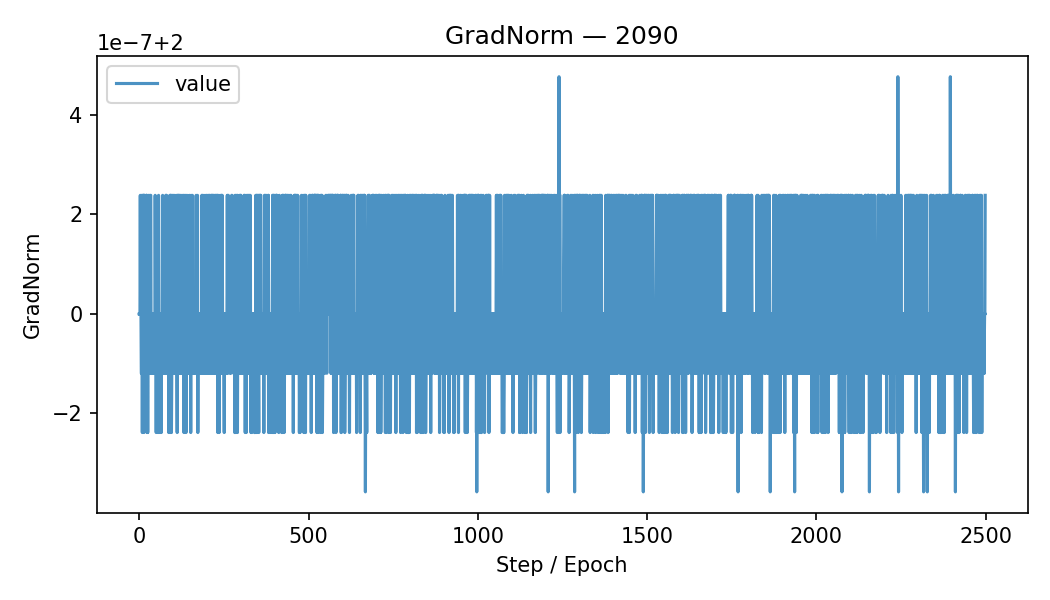 GradNorm — 2090
1e−7+2
value
4
2
0
−2
GradNorm
0 500 1000 1500 2000 2500
Step / Epoch